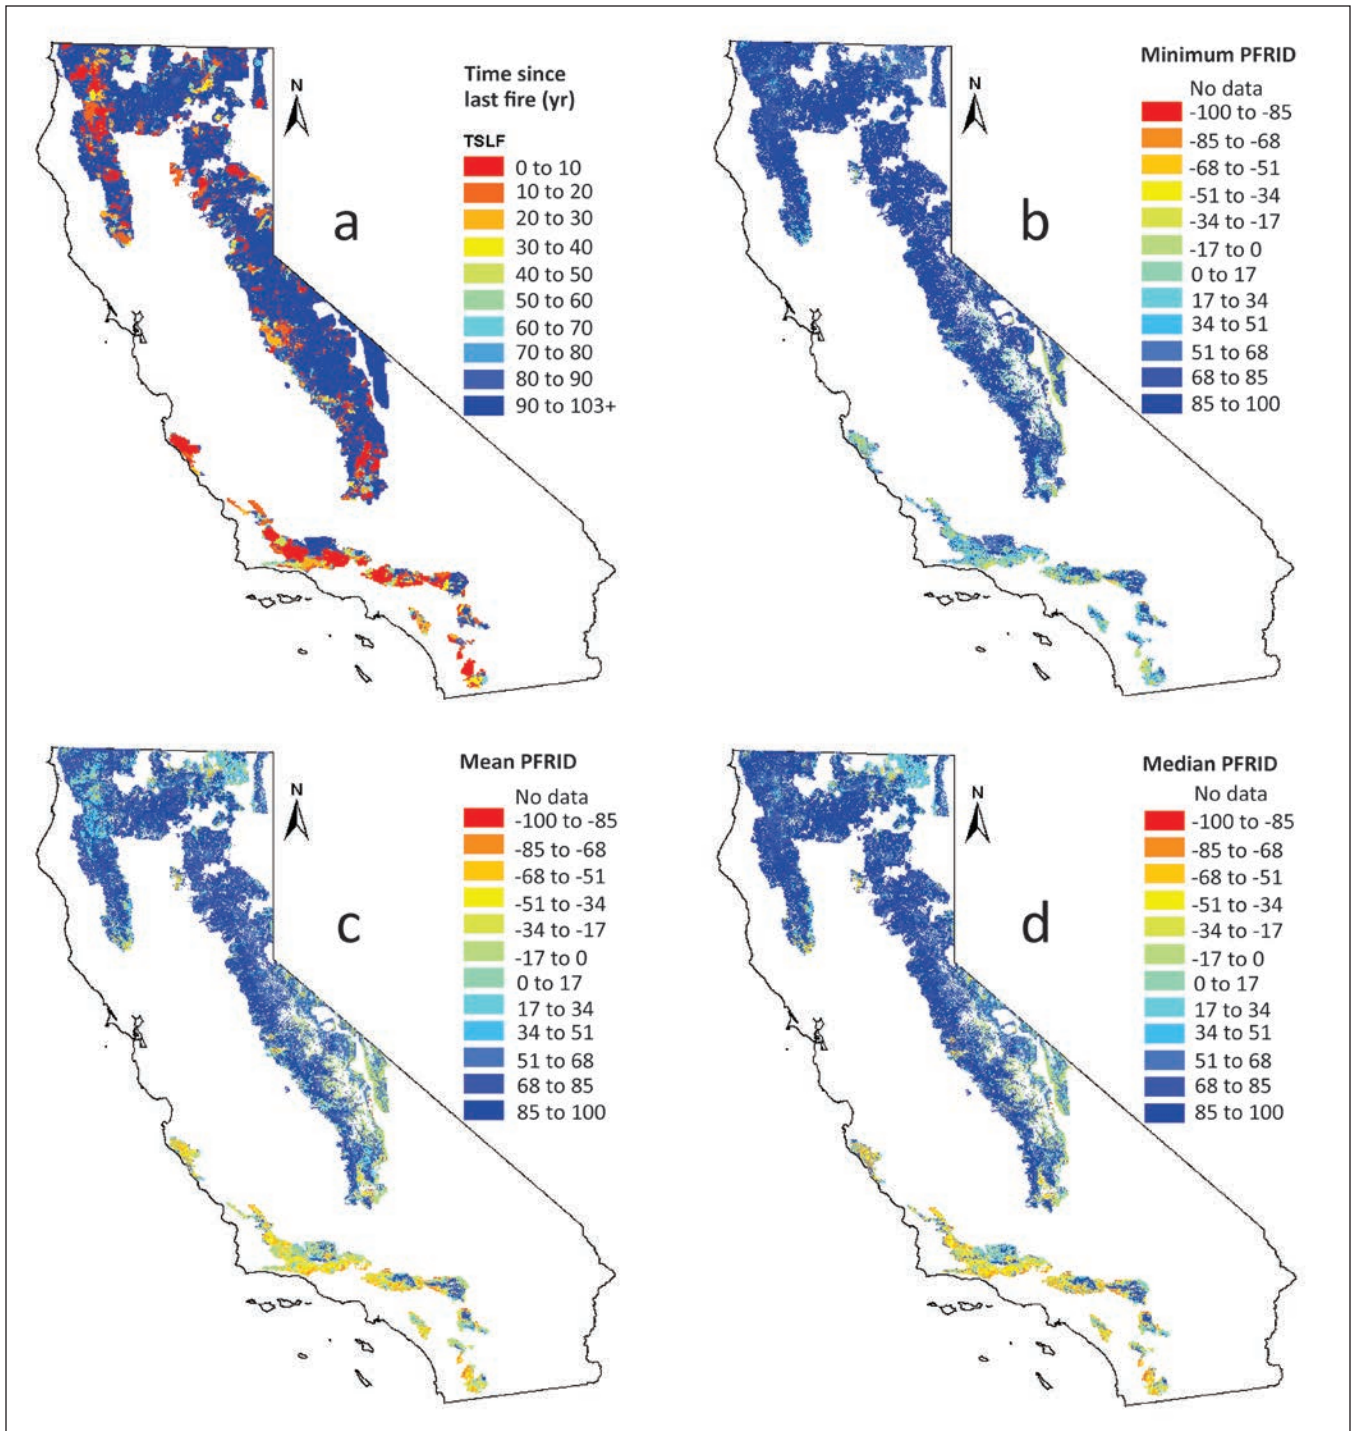 Time since
last fire (yr)
N
TSLF
0 to 10
10 to 20
20 to 30
30 to 40
40 to 50
50 to 60
60 to 70
70 to 80
80 to 90
90 to 103+
a
Minimum PFRID
N
No data
-100 to -85
-85 to -68
-68 to -51
-51 to -34
-34 to -17
-17 to 0
0 to 17
17 to 34
34 to 51
51 to 68
68 to 85
85 to 100
b
Mean PFRID
N
No data
-100 to -85
-85 to -68
-68 to -51
-51 to -34
-34 to -17
-17 to 0
0 to 17
17 to 34
34 to 51
51 to 68
68 to 85
85 to 100
c
Median PFRID
N
No data
-100 to -85
-85 to -68
-68 to -51
-51 to -34
-34 to -17
-17 to 0
0 to 17
17 to 34
34 to 51
51 to 68
68 to 85
85 to 100
d